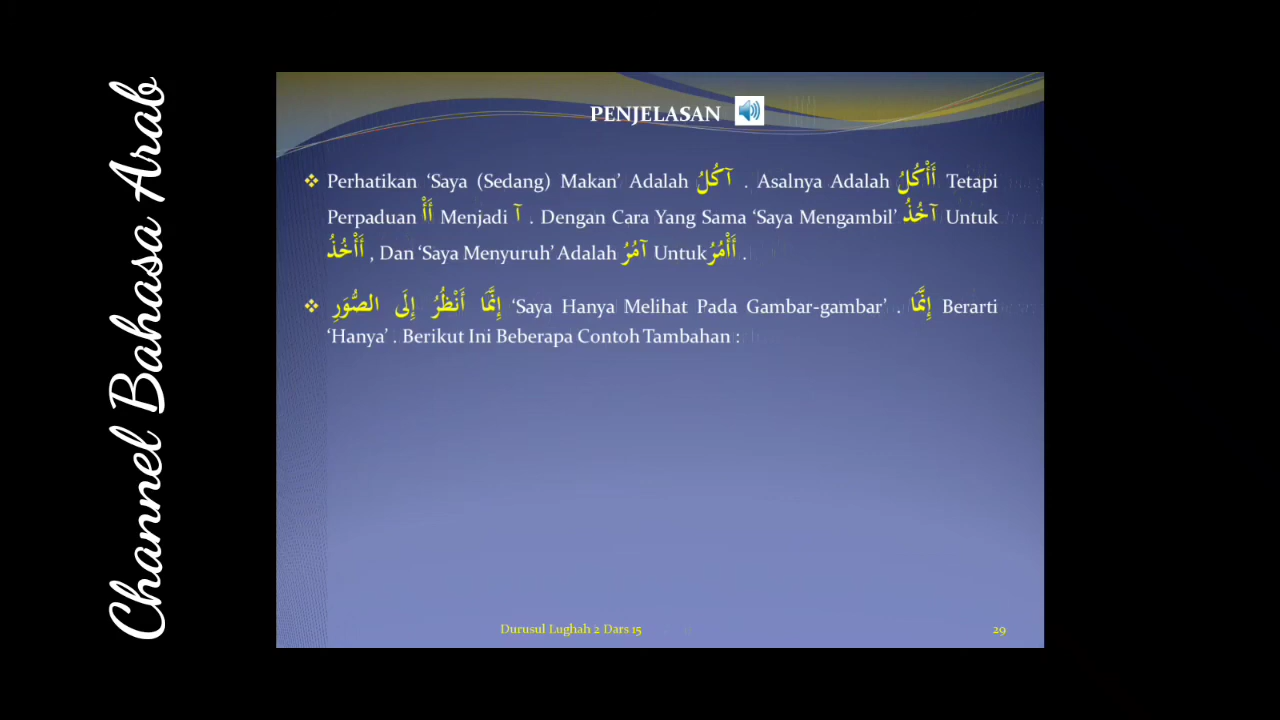 Channel Bahasa Arab
PENJELASAN
❖ Perhatikan ‘Saya (Sedang) Makan’ Adalah آكُلُ . Asalnya Adalah أَأْكُلُ Tetapi
Perpaduan أَأْ Menjadi آ . Dengan Cara Yang Sama ‘Saya Mengambil’ آخُذُ Untuk
أَأْخُذُ , Dan ‘Saya Menyuruh’ Adalah آمُرُ Untuk أَأْمُرُ .
❖ إِنَّمَا أَنْظُرُ إِلَى الصُّوَرِ ‘Saya Hanya Melihat Pada Gambar-gambar’ . إِنَّمَا Berarti
‘Hanya’ . Berikut Ini Beberapa Contoh Tambahan :
Durusul Lughah 2 Dars 15
29